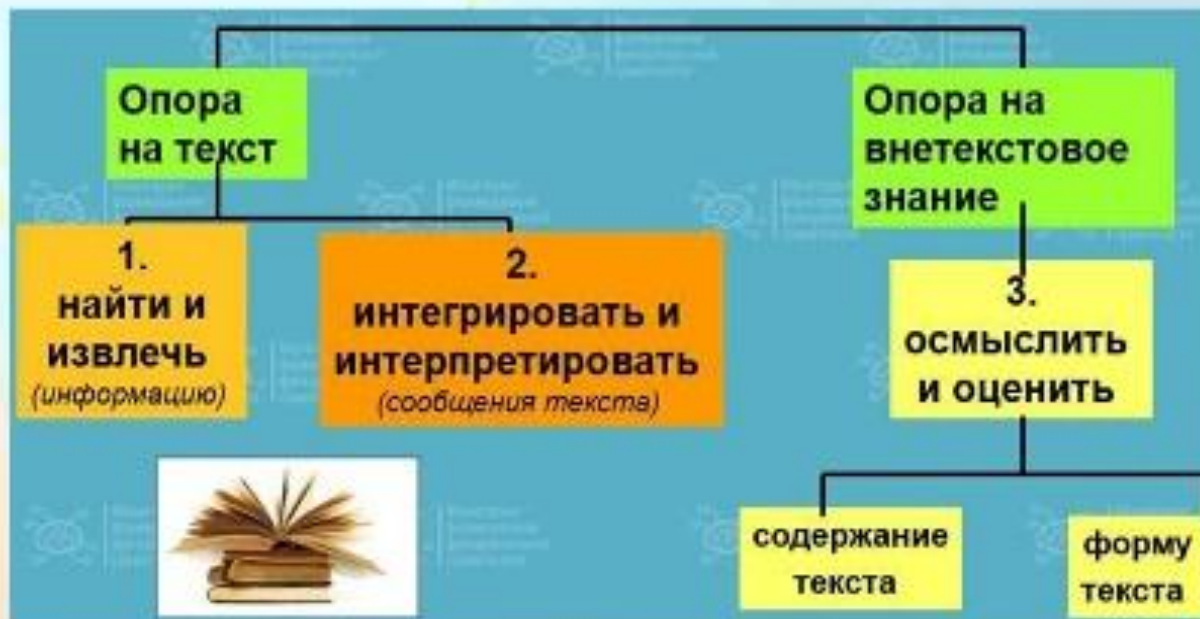 Опора
на текст
Опора на
внетекстовое
знание
1.
найти и
извлечь
(информацию)
2.
интегрировать и
интерпретировать
(сообщения текста)
3.
осмыслить
и оценить
содержание
текста
форму
текста